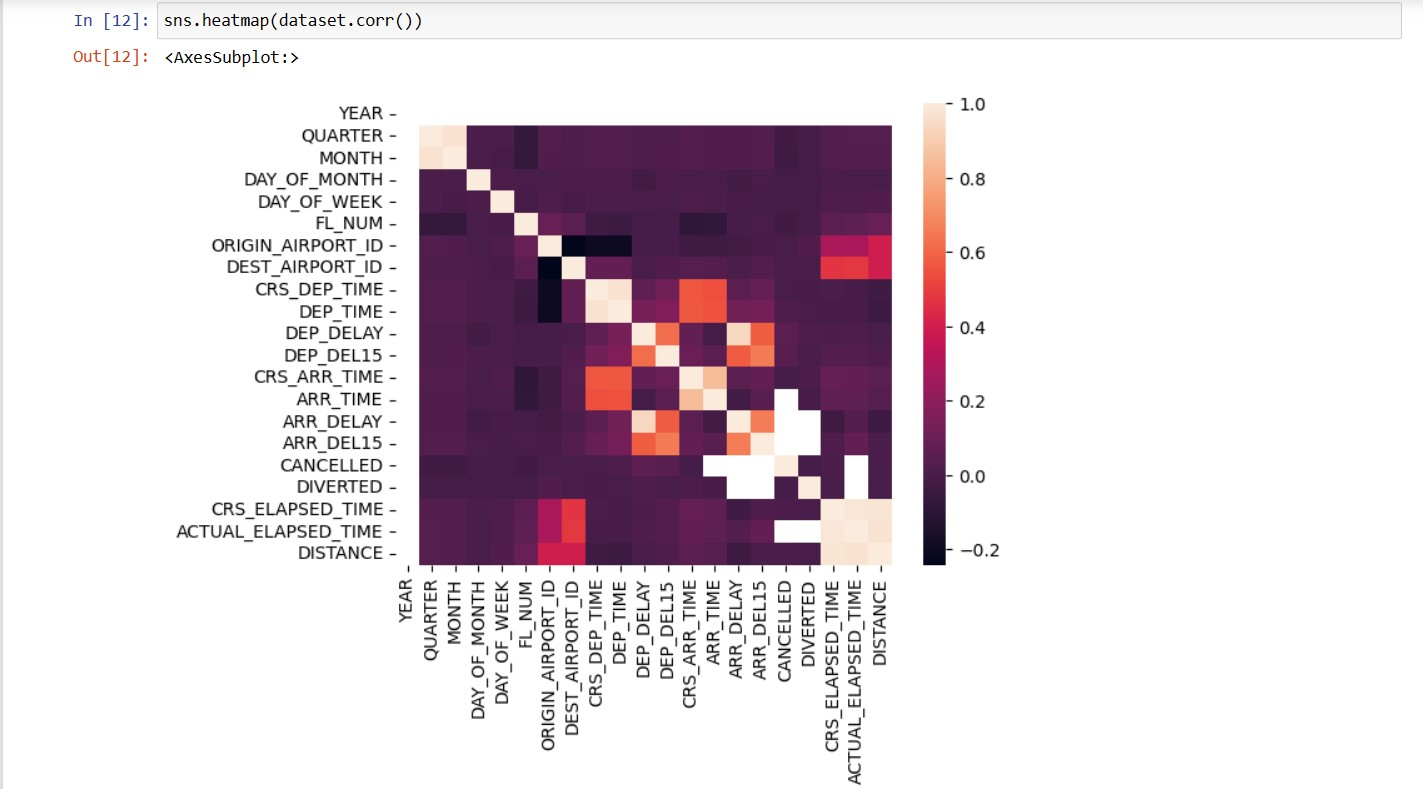 In [12]: sns.heatmap(dataset.corr())
Out[12]: <AxesSubplot:>
YEAR
QUARTER
MONTH
DAY_OF_MONTH
DAY_OF_WEEK
FL_NUM
ORIGIN_AIRPORT_ID
DEST_AIRPORT_ID
CRS_DEP_TIME
DEP_TIME
DEP_DELAY
DEP_DEL15
CRS_ARR_TIME
ARR_TIME
ARR_DELAY
ARR_DEL15
CANCELLED
DIVERTED
CRS_ELAPSED_TIME
ACTUAL_ELAPSED_TIME
DISTANCE
YEAR
QUARTER
MONTH
DAY_OF_MONTH
DAY_OF_WEEK
FL_NUM
ORIGIN_AIRPORT_ID
DEST_AIRPORT_ID
CRS_DEP_TIME
DEP_TIME
DEP_DELAY
DEP_DEL15
CRS_ARR_TIME
ARR_TIME
ARR_DELAY
ARR_DEL15
CANCELLED
DIVERTED
CRS_ELAPSED_TIME
ACTUAL_ELAPSED_TIME
DISTANCE
1.0
0.8
0.6
0.4
0.2
0.0
−0.2